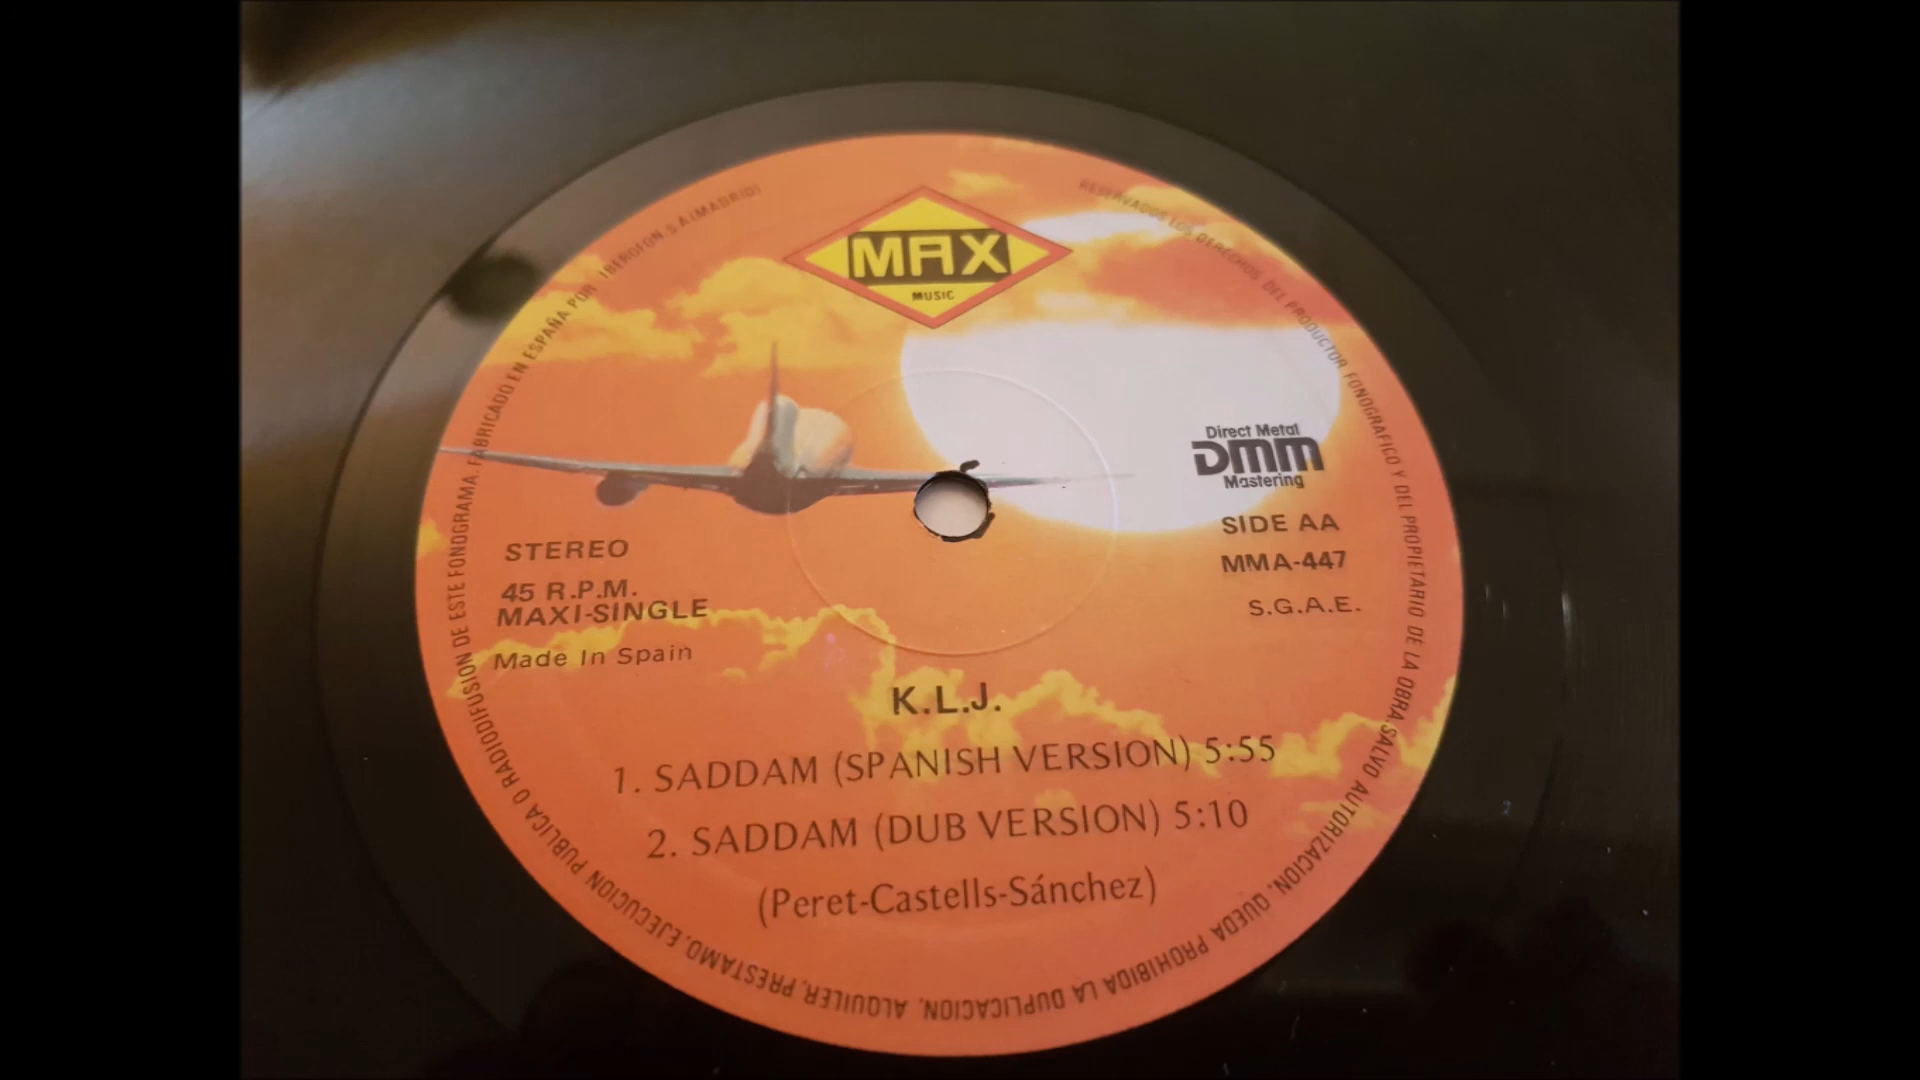 MAX
MUSIC
Direct Metal
DMM
Mastering
SIDE AA
MMA-447
S.G.A.E.
STEREO
45 R.P.M.
MAXI-SINGLE
Made In Spain
K.L.J.
1. SADDAM (SPANISH VERSION) 5:55
2. SADDAM (DUB VERSION) 5:10
(Peret-Castells-Sánchez)
RESERVADOS LOS DERECHOS DEL PRODUCTOR FONOGRAFICO Y DEL PROPIETARIO DE LA OBRA. SALVO AUTORIZACION, QUEDA PROHIBIDA LA DUPLICACION, ALQUILER, PRESTAMO, EJECUCION PUBLICA O RADIODIFUSION DE ESTE FONOGRAMA. FABRICADO EN ESPAÑA POR IBEROFON, S.A. (MADRID)